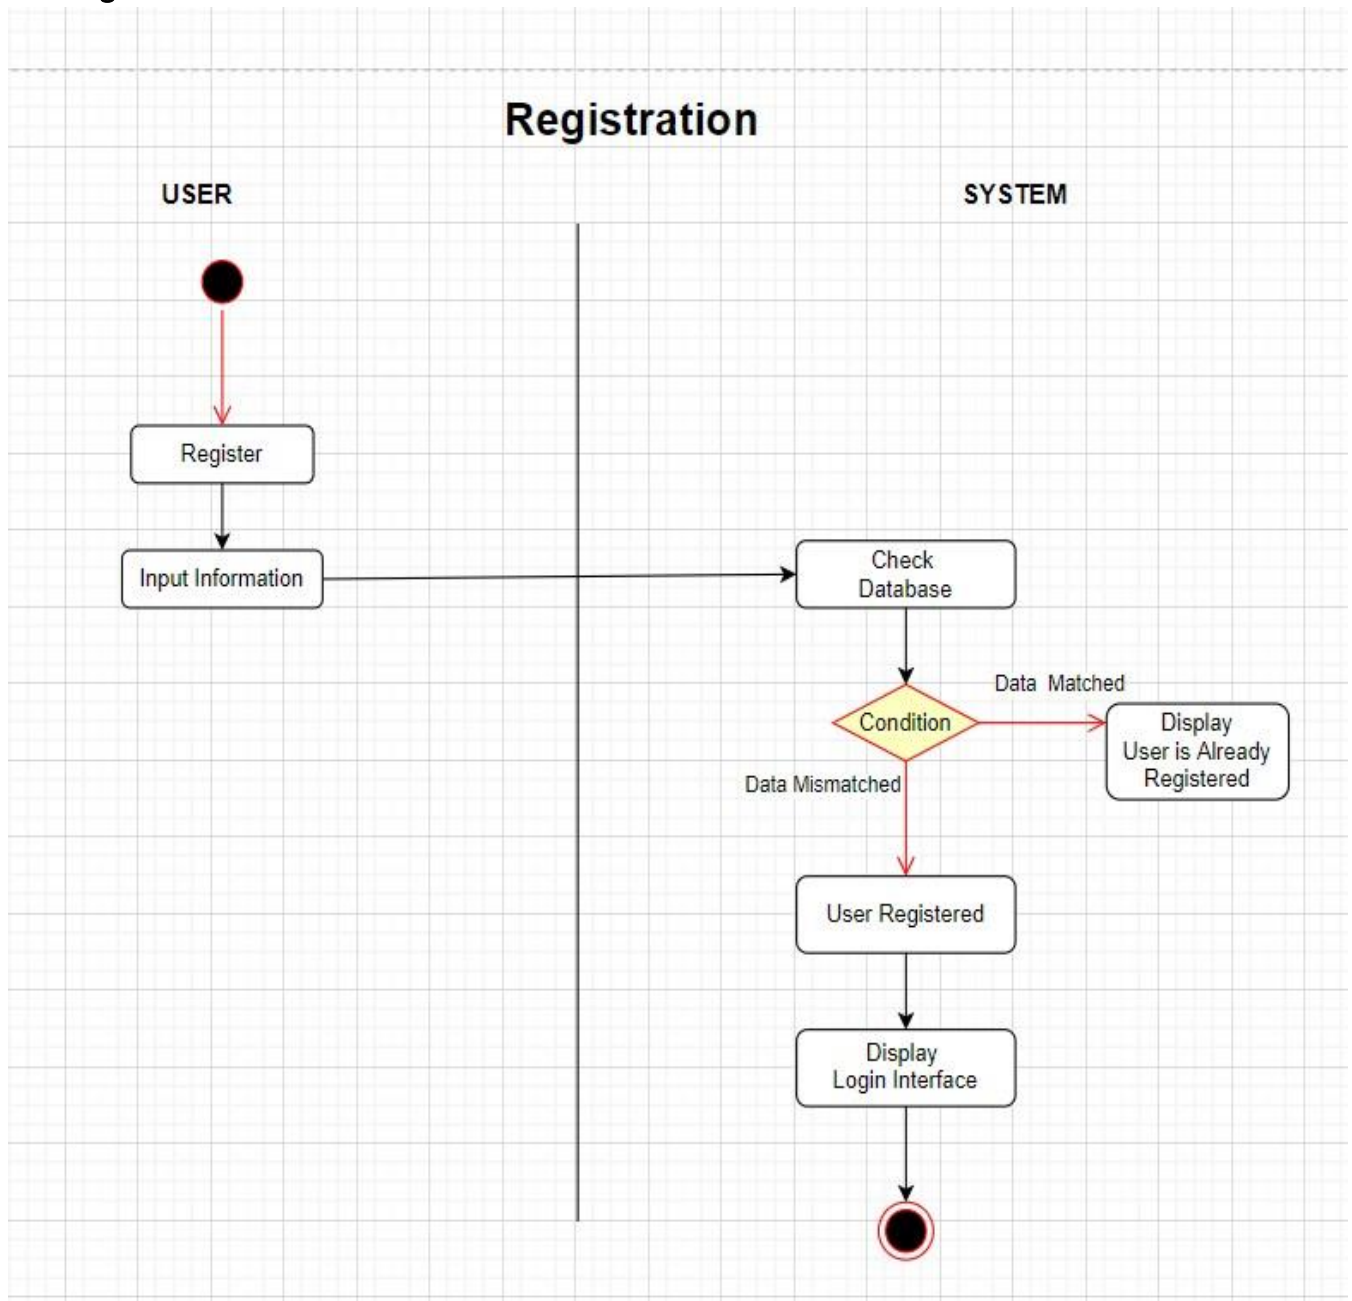 Registration
USER
SYSTEM
Register
Input Information
Check
Database
Condition
Data Matched
Display
User is Already
Registered
Data Mismatched
User Registered
Display
Login Interface